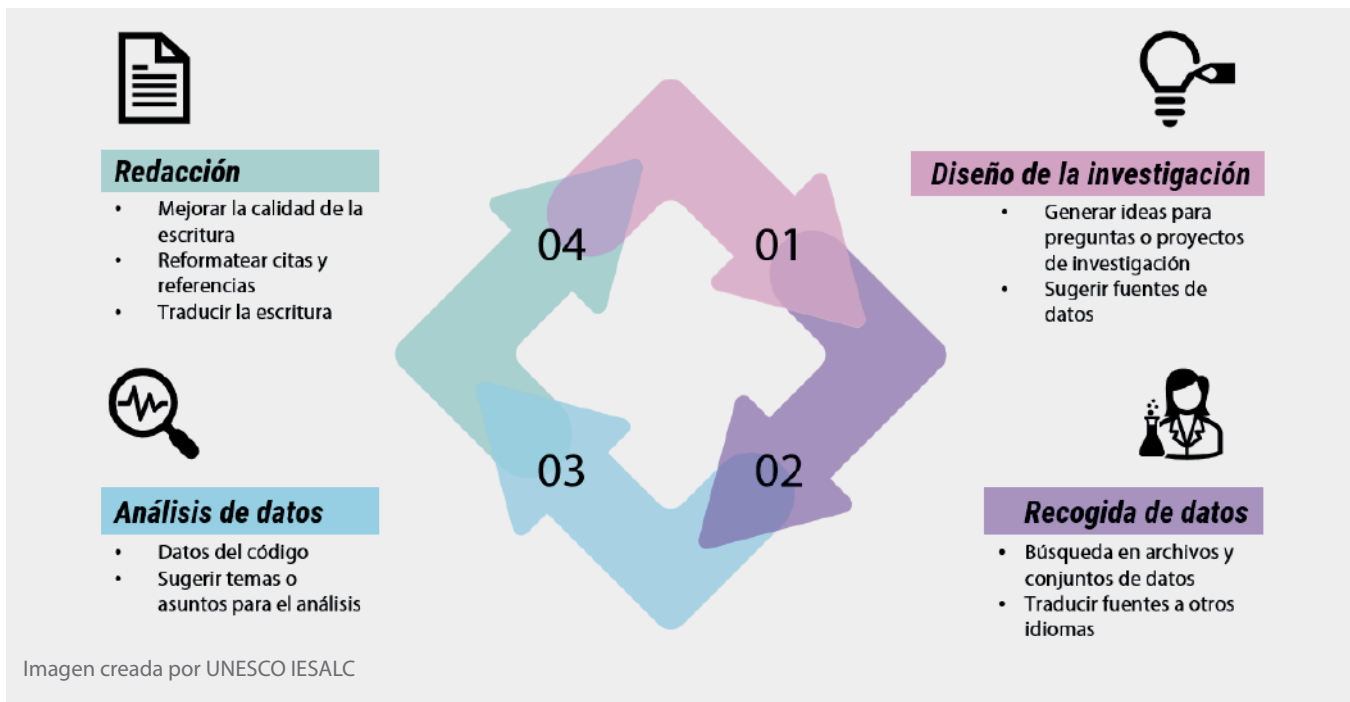 Redacción
• Mejorar la calidad de la
escritura
• Reformatear citas y
referencias
• Traducir la escritura
04
01
Diseño de la investigación
• Generar ideas para
preguntas o proyectos
de investigación
• Sugerir fuentes de
datos
Análisis de datos
• Datos del código
• Sugerir temas o
asuntos para el análisis
03
02
Recogida de datos
• Búsqueda en archivos y
conjuntos de datos
• Traducir fuentes a otros
idiomas
Imagen creada por UNESCO IESALC